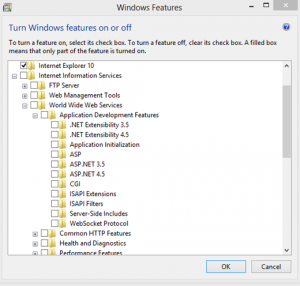 Windows Features
Turn Windows features on or off
To turn a feature on, select its check box. To turn a feature off, clear its check box. A filled box
means that only part of the feature is turned on.
Internet Explorer 10
Internet Information Services
FTP Server
Web Management Tools
World Wide Web Services
Application Development Features
.NET Extensibility 3.5
.NET Extensibility 4.5
Application Initialization
ASP
ASP.NET 3.5
ASP.NET 4.5
CGI
ISAPI Extensions
ISAPI Filters
Server-Side Includes
WebSocket Protocol
Common HTTP Features
Health and Diagnostics
Performance Features
OK
Cancel